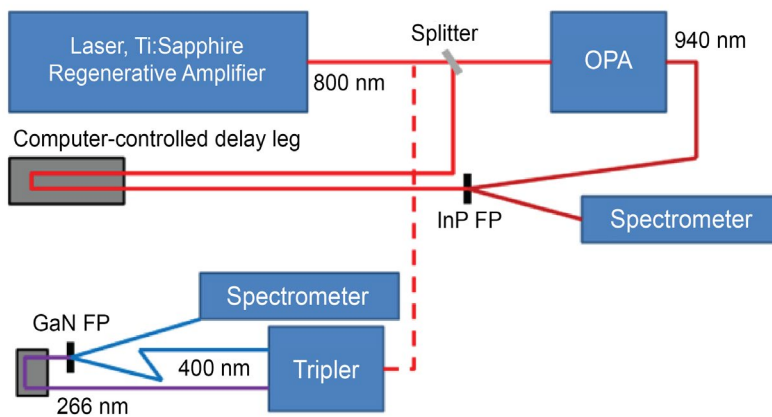 Laser, Ti:Sapphire
Regenerative Amplifier
800 nm
Splitter
OPA
940 nm
Computer-controlled delay leg
InP FP
Spectrometer
Spectrometer
GaN FP
400 nm
Tripler
266 nm